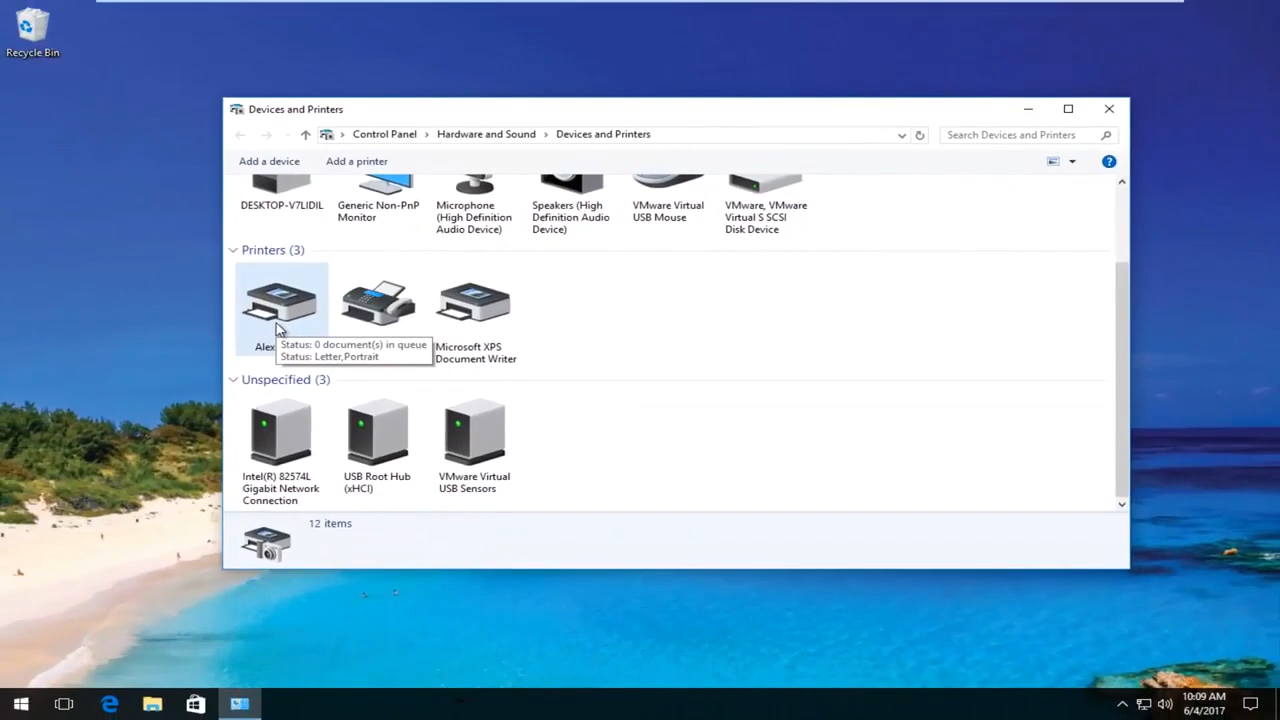 Recycle Bin
Devices and Printers
Control Panel > Hardware and Sound > Devices and Printers
Search Devices and Printers
Add a device
Add a printer
DESKTOP-V7LIDIL
Generic Non-PnP
Monitor
Microphone
(High Definition
Audio Device)
Speakers (High
Definition Audio
Device)
VMware Virtual
USB Mouse
VMware, VMware
Virtual S SCSI
Disk Device
Printers (3)
Alex
Status: 0 document(s) in queue
Status: Letter,Portrait
Microsoft XPS
Document Writer
Unspecified (3)
Intel(R) 82574L
Gigabit Network
Connection
USB Root Hub
(xHCI)
VMware Virtual
USB Sensors
12 items
10:09 AM
6/4/2017